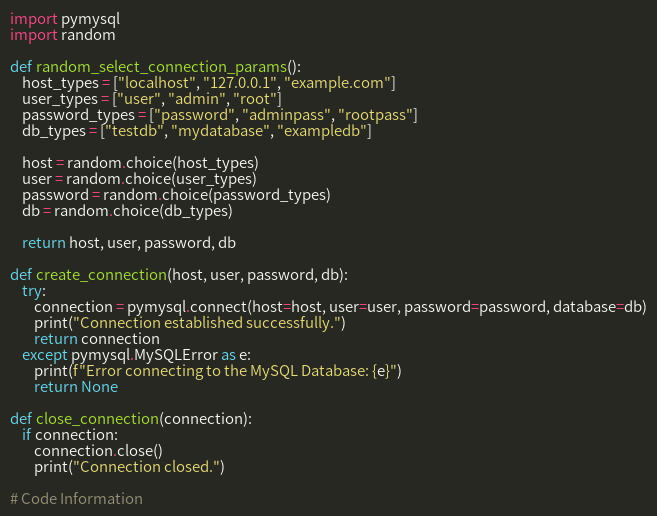 import pymysql
import random

def random_select_connection_params():
    host_types = ["localhost", "127.0.0.1", "example.com"]
    user_types = ["user", "admin", "root"]
    password_types = ["password", "adminpass", "rootpass"]
    db_types = ["testdb", "mydatabase", "exampledb"]

    host = random.choice(host_types)
    user = random.choice(user_types)
    password = random.choice(password_types)
    db = random.choice(db_types)

    return host, user, password, db

def create_connection(host, user, password, db):
    try:
        connection = pymysql.connect(host=host, user=user, password=password, database=db)
        print("Connection established successfully.")
        return connection
    except pymysql.MySQLError as e:
        print(f"Error connecting to the MySQL Database: {e}")
        return None

def close_connection(connection):
    if connection:
        connection.close()
        print("Connection closed.")

# Code Information